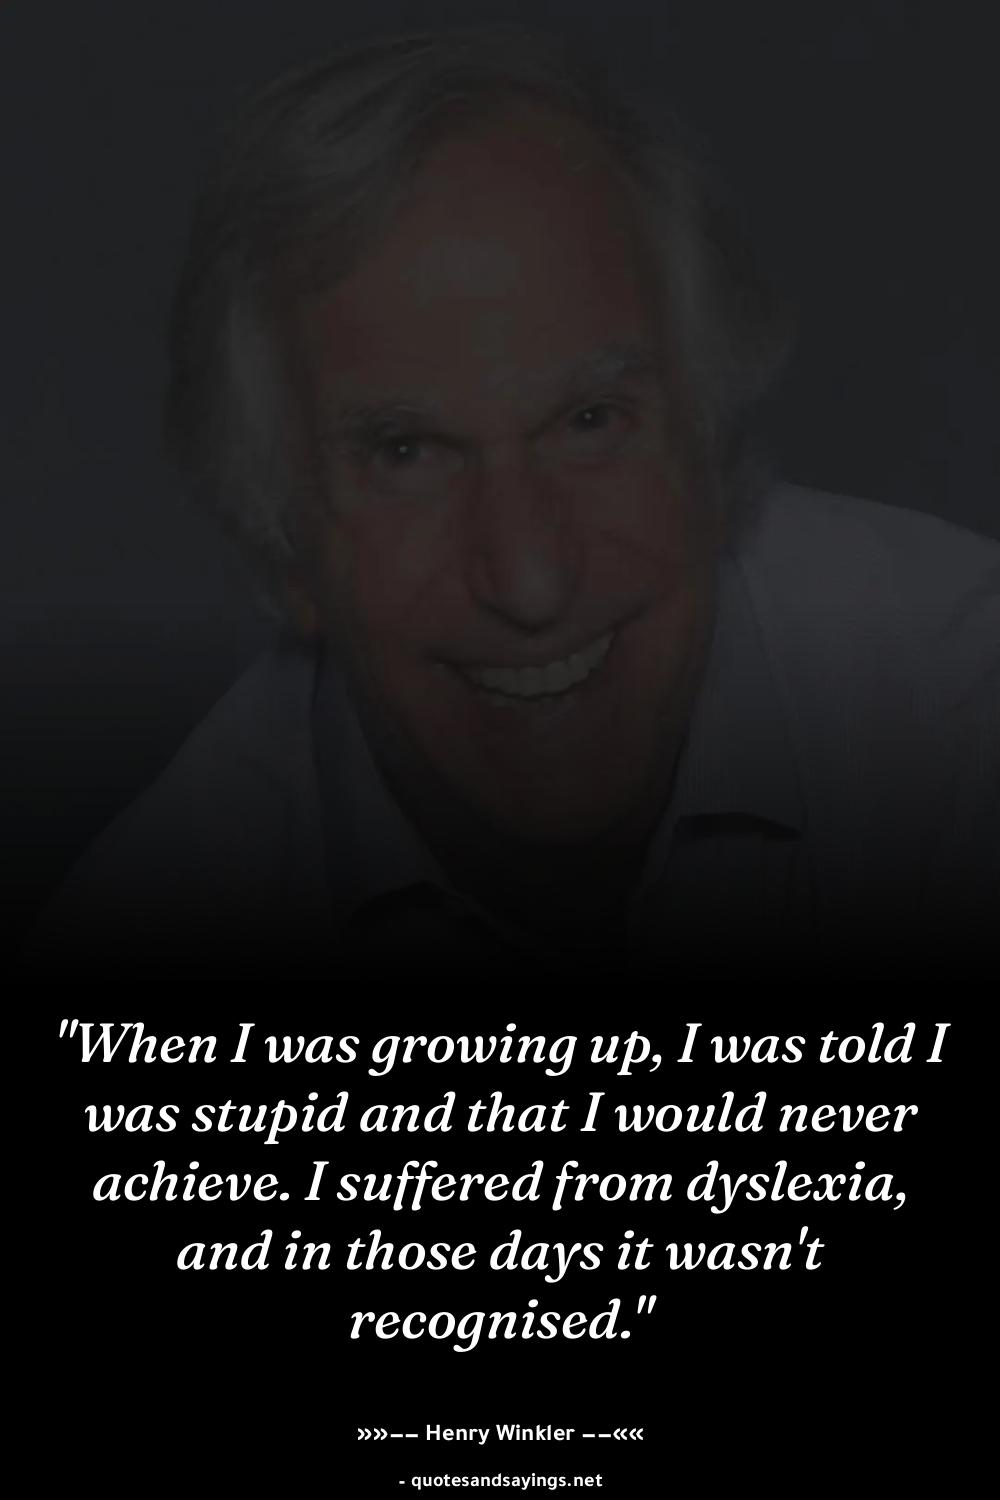 "When I was growing up, I was told I
was stupid and that I would never
achieve. I suffered from dyslexia,
and in those days it wasn't
recognised."
»»−− Henry Winkler −−««
- quotesandsayings.net